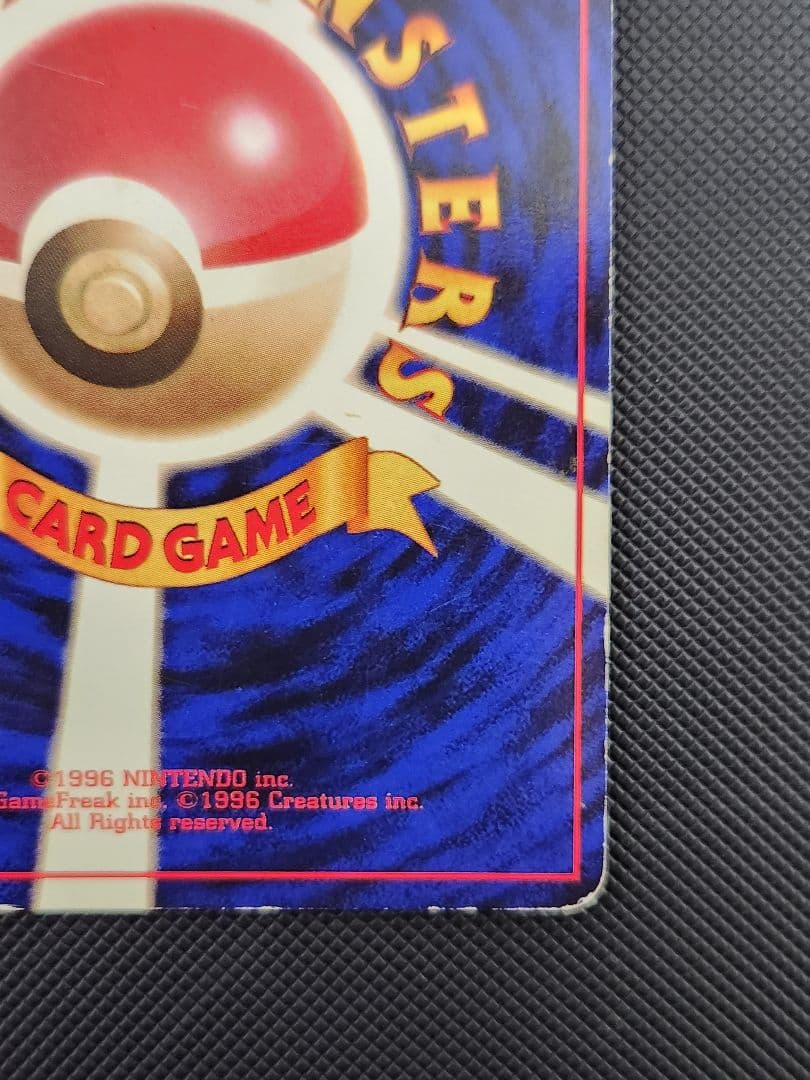 NSTERS
CARD GAME
©1996 NINTENDO inc.
GameFreak inc. ©1996 Creatures inc.
All Rights reserved.